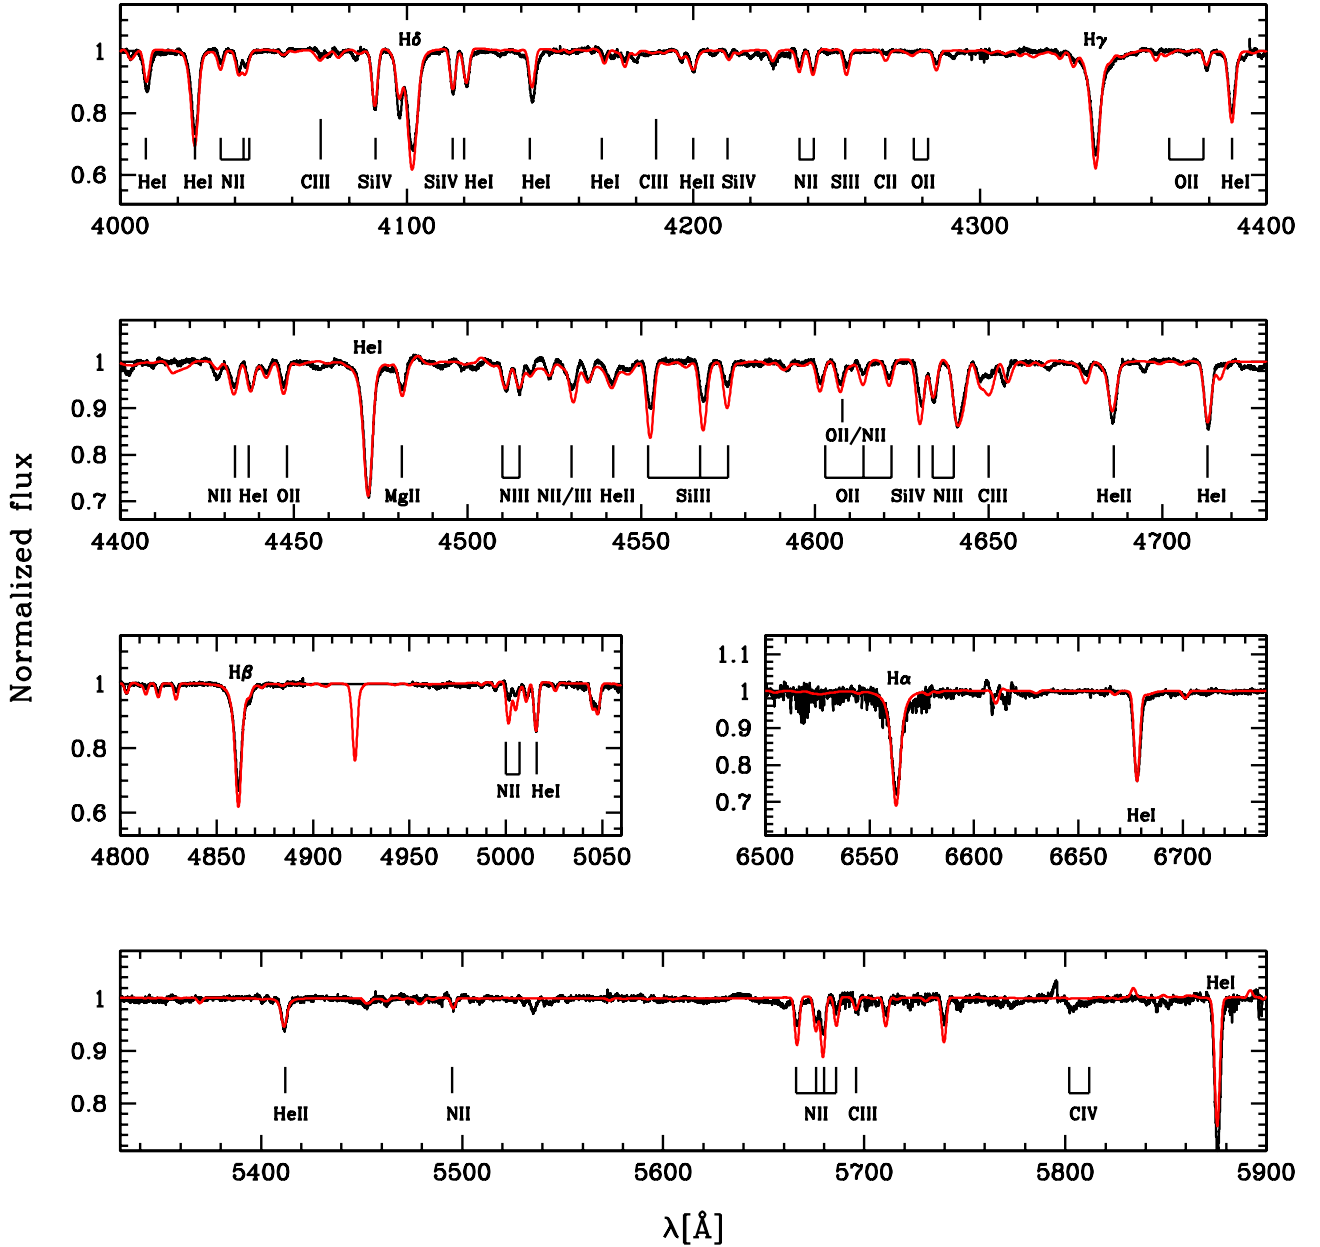 Hδ Hγ
1
0.8
0.6
HeI HeI NII CIII SiIV SiIV HeI HeI HeI CIII HeII SiIV NII SIII CII OII OII HeI
4000 4100 4200 4300 4400
HeI
1
0.9
0.8
0.7
OII/NII
NII HeI OII MgII NIII NII/III HeII SiIII OII SiIV NIII CIII HeII HeI
4400 4450 4500 4550 4600 4650 4700
Normalized flux
Hβ
1
0.8
0.6
NII HeI
4800 4850 4900 4950 5000 5050
Hα
1.1
1
0.9
0.8
0.7
HeI
6500 6550 6600 6650 6700
HeI
1
0.9
0.8
HeII NII NII CIII CIV
5400 5500 5600 5700 5800 5900
λ[Å]